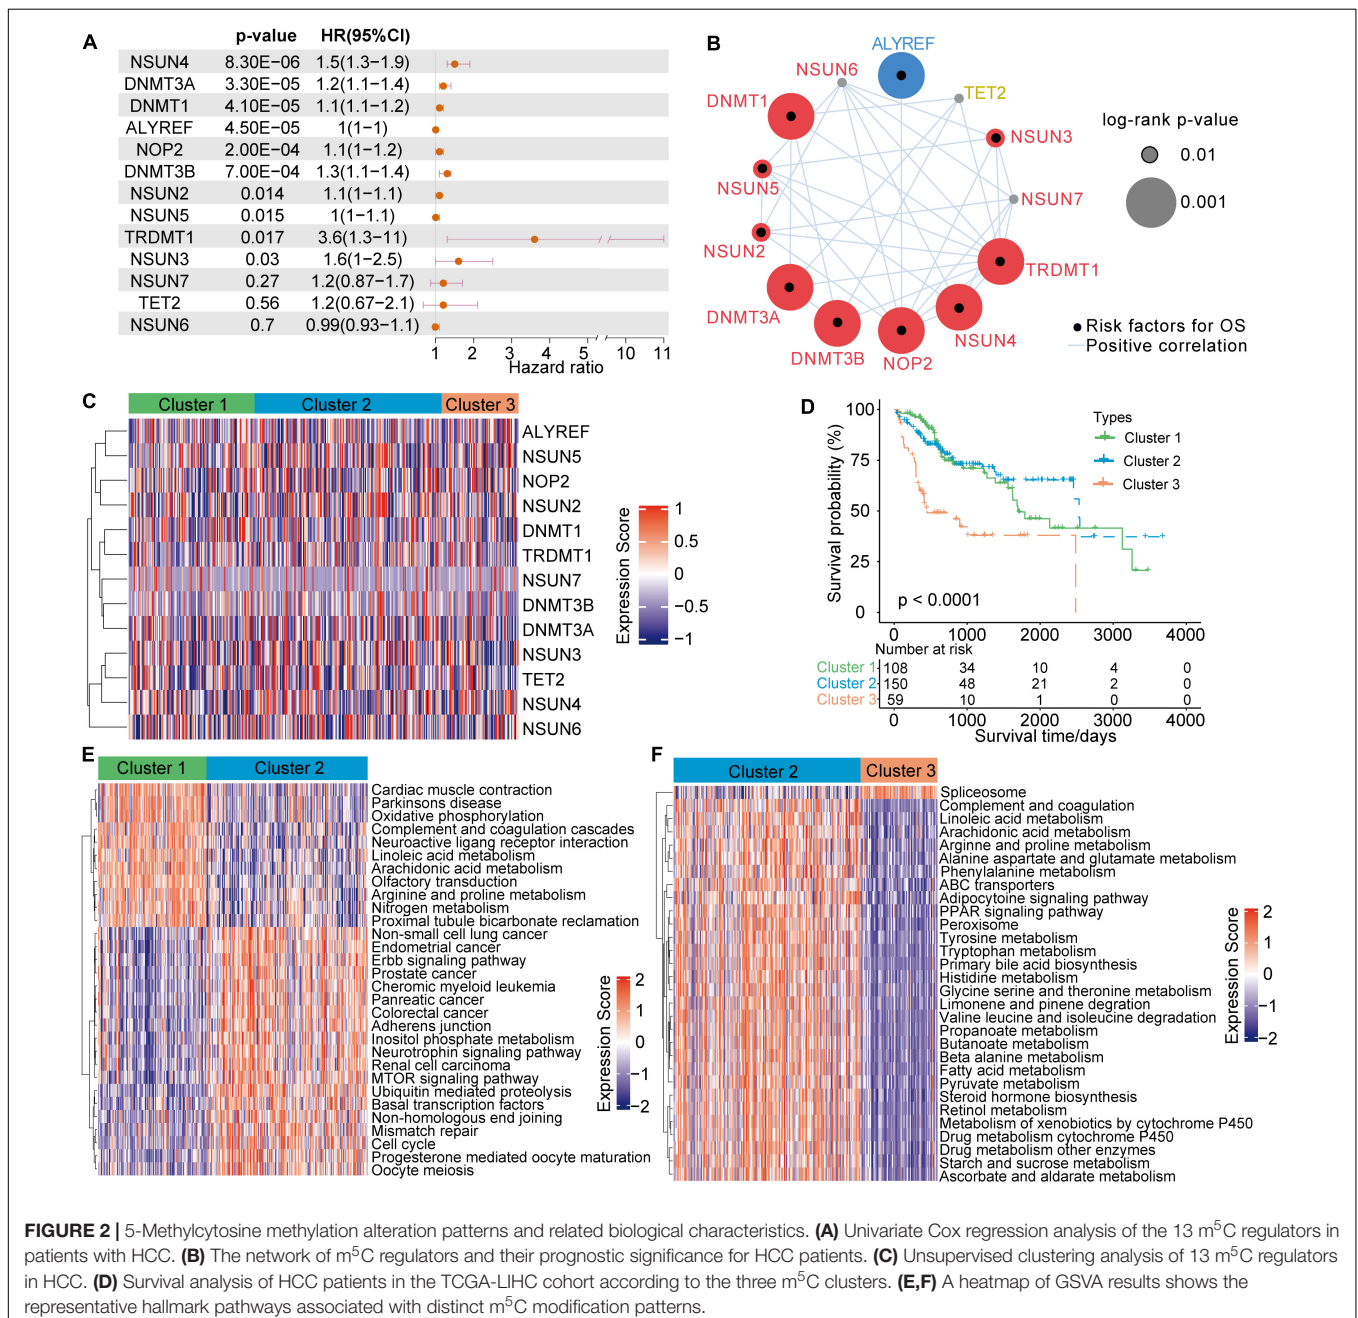 A
p-value HR(95%CI)
NSUN4 8.30E−06 1.5(1.3−1.9)
DNMT3A 3.30E−05 1.2(1.1−1.4)
DNMT1 4.10E−05 1.1(1.1−1.2)
ALYREF 4.50E−05 1(1−1)
NOP2 2.00E−04 1.1(1−1.2)
DNMT3B 7.00E−04 1.3(1.1−1.4)
NSUN2 0.014 1.1(1−1.1)
NSUN5 0.015 1(1−1.1)
TRDMT1 0.017 3.6(1.3−11)
NSUN3 0.03 1.6(1−2.5)
NSUN7 0.27 1.2(0.87−1.7)
TET2 0.56 1.2(0.67−2.1)
NSUN6 0.7 0.99(0.93−1.1)
1 2 3 4 5 10 11
Hazard ratio
B
ALYREF
NSUN6
TET2
DNMT1
NSUN3
NSUN5
NSUN7
NSUN2
TRDMT1
DNMT3A
NSUN4
DNMT3B
NOP2
log-rank p-value
0.01
0.001
Risk factors for OS
Positive correlation
C
Cluster 1 Cluster 2 Cluster 3
ALYREF
NSUN5
NOP2
NSUN2
DNMT1
TRDMT1
NSUN7
DNMT3B
DNMT3A
NSUN3
TET2
NSUN4
NSUN6
Expression Score
1
0.5
0
−0.5
−1
D
Survival probability (%)
100
75
50
25
0
p < 0.0001
Types
Cluster 1
Cluster 2
Cluster 3
0 1000 2000 3000 4000
Number at risk
Cluster 1 108 34 10 4 0
Cluster 2 150 48 21 2 0
Cluster 3 59 10 1 0 0
0 1000 2000 3000 4000
Survival time/days
E
Cluster 1 Cluster 2
Cardiac muscle contraction
Parkinsons disease
Oxidative phosphorylation
Complement and coagulation cascades
Neuroactive ligang receptor interaction
Linoleic acid metabolism
Arachidonic acid metabolism
Olfactory transduction
Arginine and proline metabolism
Nitrogen metabolism
Proximal tubule bicarbonate reclamation
Non-small cell lung cancer
Endometrial cancer
Erbb signaling pathway
Prostate cancer
Cheromic myeloid leukemia
Panreatic cancer
Colorectal cancer
Adherens junction
Inositol phosphate metabolism
Neurotrophin signaling pathway
Renal cell carcinoma
MTOR signaling pathway
Ubiquitin mediated proteolysis
Basal transcription factors
Non-homologous end joining
Mismatch repair
Cell cycle
Progesterone mediated oocyte maturation
Oocyte meiosis
Expression Score
2
1
0
−1
−2
F
Cluster 2 Cluster 3
Spliceosome
Complement and coagulation
Linoleic acid metabolism
Arachidonic acid metabolism
Arginne and proline metabolism
Alanine aspartate and glutamate metabolism
Phenylalanine metabolism
ABC transporters
Adipocytoine signaling pathway
PPAR signaling pathway
Peroxisome
Tyrosine metabolism
Tryptophan metabolism
Primary bile acid biosynthesis
Histidine metabolism
Glycine serine and theronine metabolism
Limonene and pinene degration
Valine leucine and isoleucine degradation
Propanoate metabolism
Butanoate metabolism
Beta alanine metabolism
Fatty acid metabolism
Pyruvate metabolism
Steroid hormone biosynthesis
Retinol metabolism
Metabolism of xenobiotics by cytochrome P450
Drug metabolism cytochrome P450
Drug metabolism other enzymes
Starch and sucrose metabolism
Ascorbate and aldarate metabolism
Expression Score
2
1
0
−1
−2
FIGURE 2 | 5-Methylcytosine methylation alteration patterns and related biological characteristics. (A) Univariate Cox regression analysis of the 13 m⁵C regulators in
patients with HCC. (B) The network of m⁵C regulators and their prognostic significance for HCC patients. (C) Unsupervised clustering analysis of 13 m⁵C regulators
in HCC. (D) Survival analysis of HCC patients in the TCGA-LIHC cohort according to the three m⁵C clusters. (E,F) A heatmap of GSVA results shows the
representative hallmark pathways associated with distinct m⁵C modification patterns.